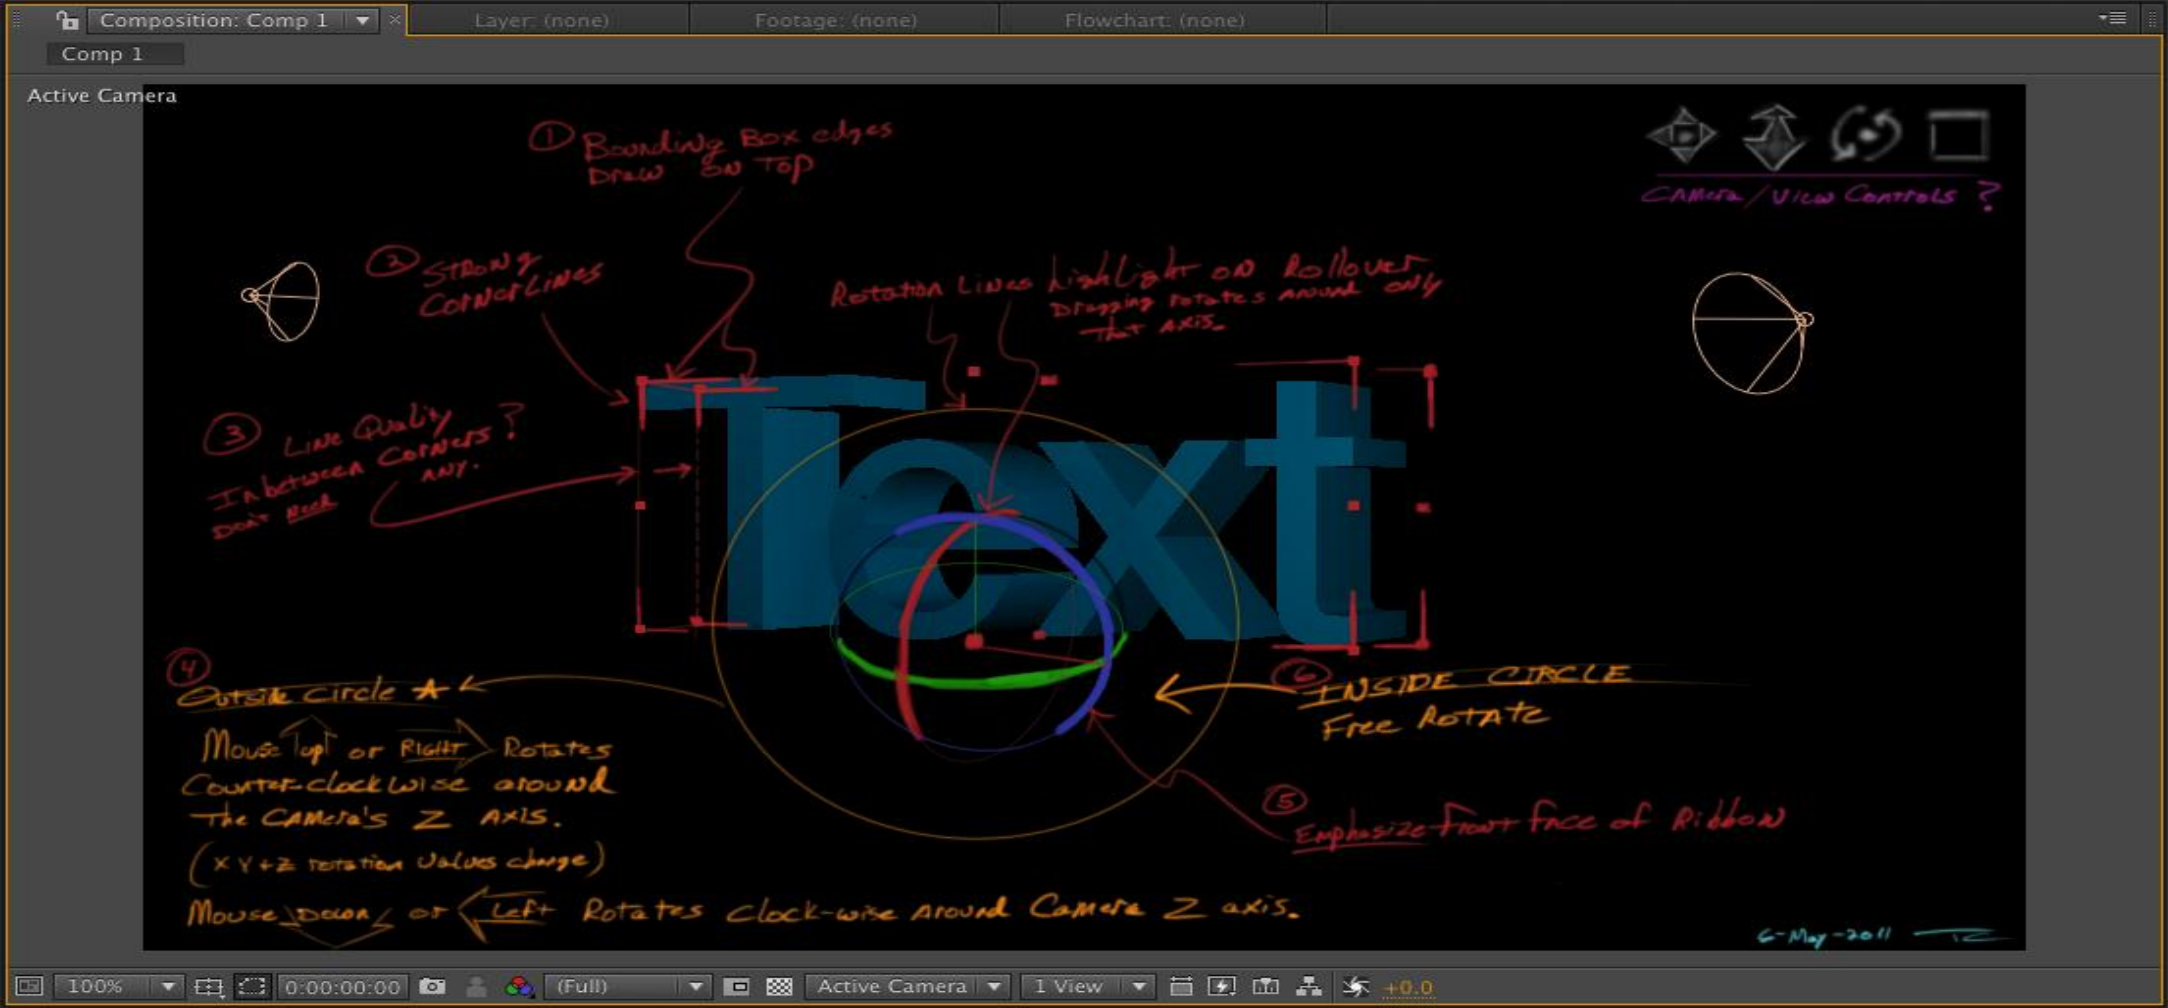 Composition: Comp 1
Layer: (none)
Footage: (none)
Flowchart: (none)
Comp 1
Active Camera
① Bounding Box edges
Draw on Top
Camera/View Controls ?
② Strong
Corner Lines
Rotation Lines highlight on Rollover
Dragging rotates around only
that axis.
③ Line Quality
Inbetween Corners?
Don't Need Any.
Text
④
Outside Circle
Mouse up or Right Rotates
Counter-clockwise around
The Camera's Z Axis.
(XY+Z rotation values change)
Mouse Down or Left Rotates clock-wise around Camera Z axis.
⑥ INSIDE CIRCLE
Free Rotate
⑤
Emphasize front face of Ribbon
6-May-2011
100%
0:00:00:00
(Full)
Active Camera
1 View
+0.0